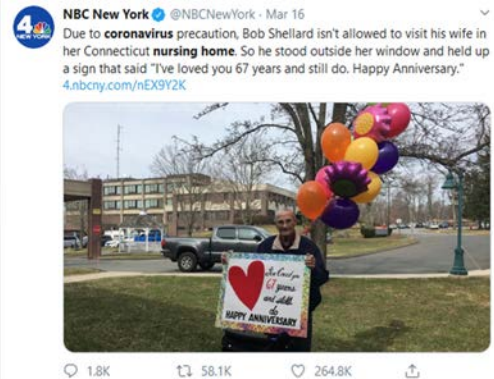 4
NEW YORK
NBC New York @NBCNewYork · Mar 16
Due to coronavirus precaution, Bob Shellard isn't allowed to visit his wife in
her Connecticut nursing home. So he stood outside her window and held up
a sign that said "I've loved you 67 years and still do. Happy Anniversary."
4.nbcny.com/nEX9Y2K
I've loved you
67 years
and still
do
HAPPY ANNIVERSARY
1.8K 58.1K 264.8K